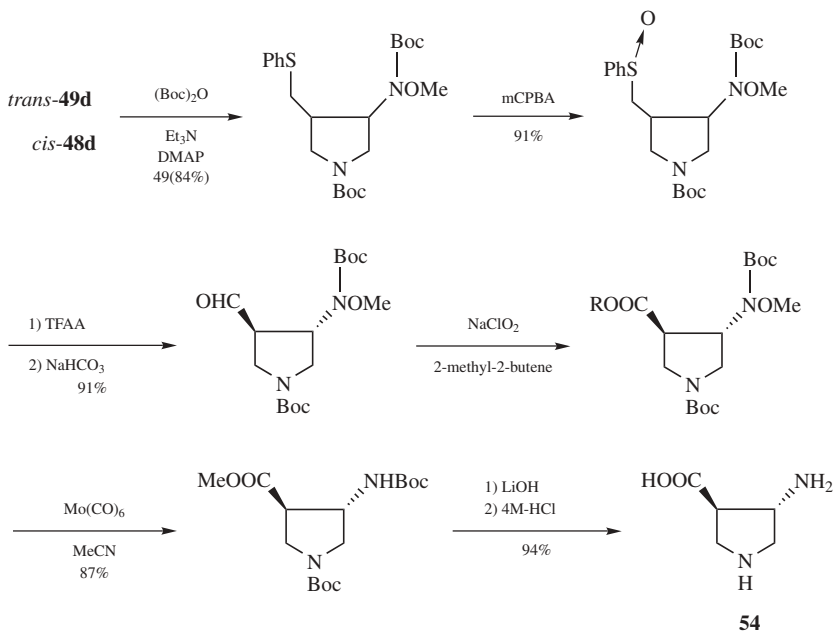 trans-49d
cis-48d
(Boc)₂O
Et₃N
DMAP
49(84%)
PhS
Boc
NOMe
N
Boc
mCPBA
91%
O
PhS
Boc
NOMe
N
Boc
1) TFAA
2) NaHCO₃
91%
OHC
Boc
NOMe
N
Boc
NaClO₂
2-methyl-2-butene
ROOC
Boc
NOMe
N
Boc
Mo(CO)₆
MeCN
87%
MeOOC
NHBoc
N
Boc
1) LiOH
2) 4M-HCl
94%
HOOC
NH₂
N
H
54